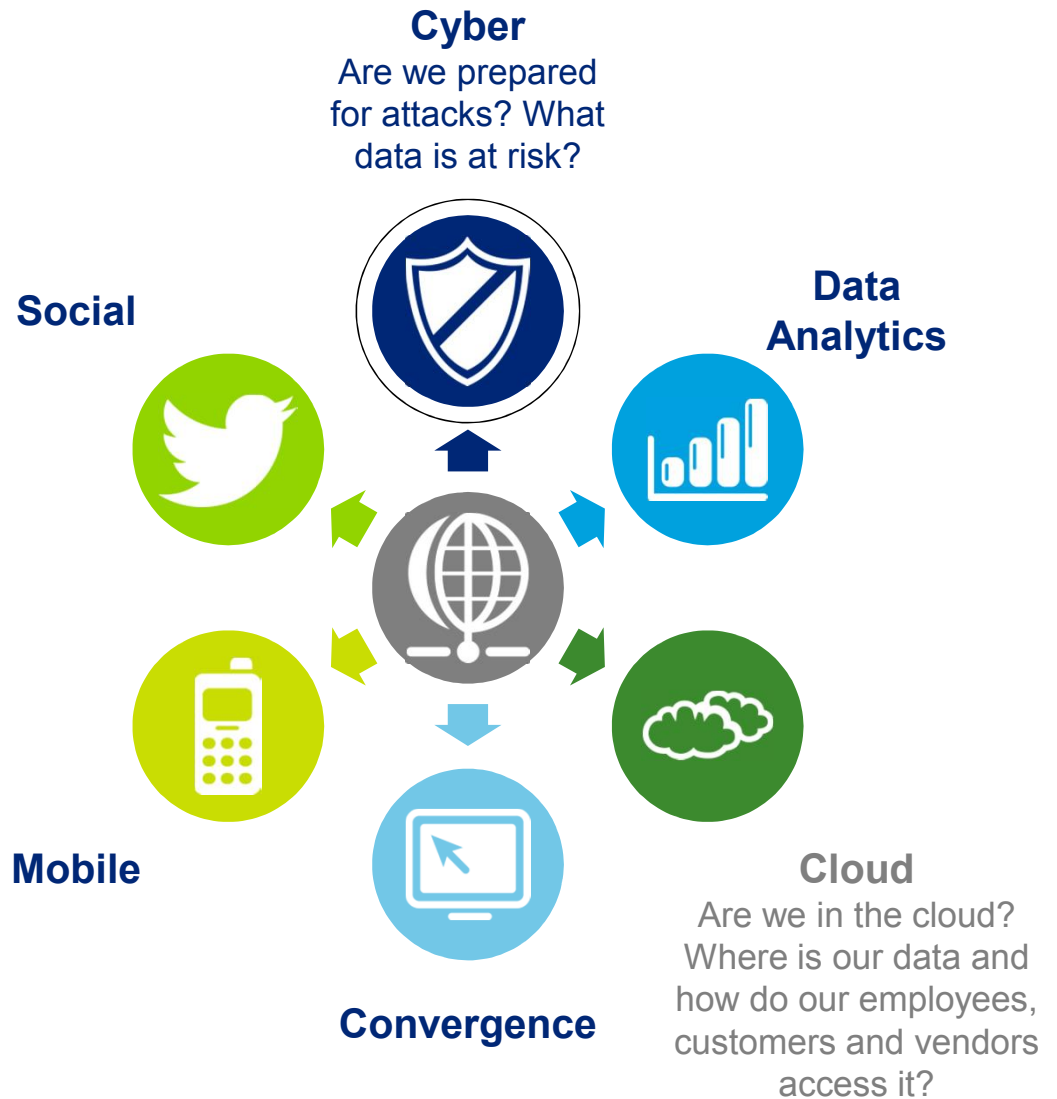 Cyber
Are we prepared
for attacks? What
data is at risk?
Social
Data
Analytics
Mobile
Convergence
Cloud
Are we in the cloud?
Where is our data and
how do our employees,
customers and vendors
access it?